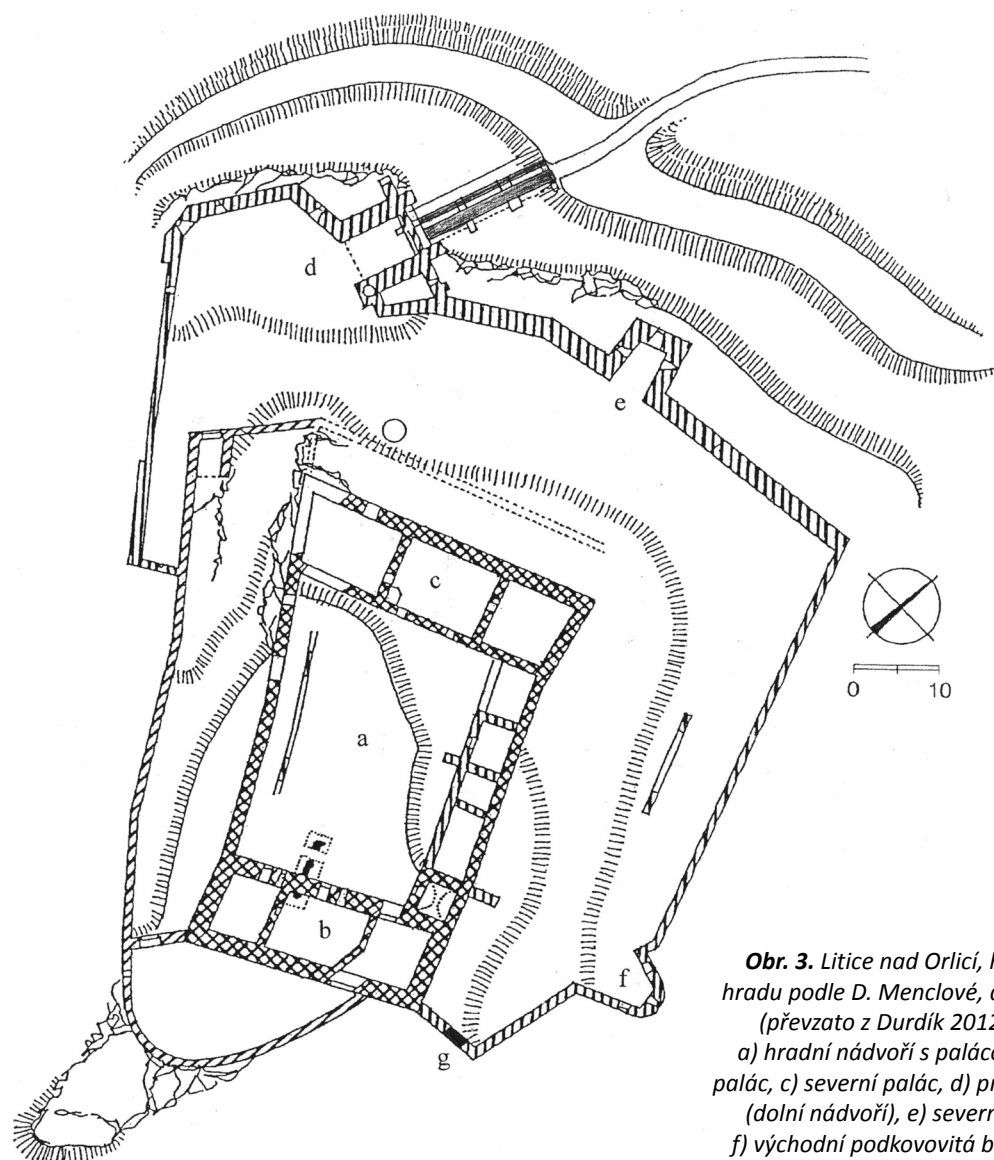 d
e
c
a
b
f
g
0 10
Obr. 3. Litice nad Orlicí,
hradu podle D. Menclové,
(převzato z Durdík 2012
a) hradní nádvoří s
palác, c) severní palác, d)
(dolní nádvoří), e)
f) východní podkovovitá